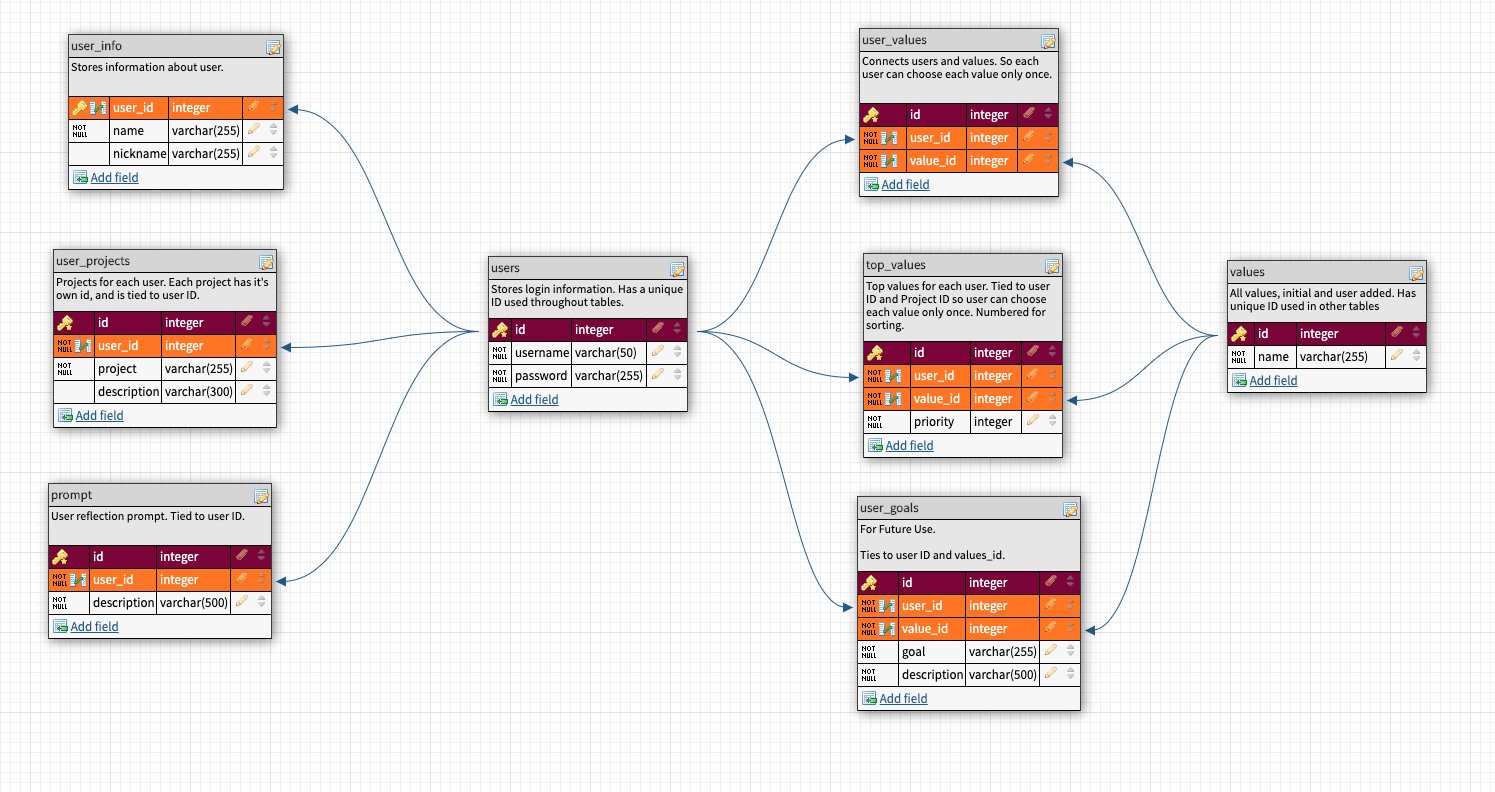 user_info
Stores information about user.
user_id integer
NOT NULL name varchar(255)
nickname varchar(255)
Add field
user_projects
Projects for each user. Each project has it's
own id, and is tied to user ID.
id integer
NOT NULL user_id integer
NOT NULL project varchar(255)
description varchar(300)
Add field
prompt
User reflection prompt. Tied to user ID.
id integer
NOT NULL user_id integer
NOT NULL description varchar(500)
Add field
users
Stores login information. Has a unique
ID used throughout tables.
id integer
NOT NULL username varchar(50)
NOT NULL password varchar(255)
Add field
user_values
Connects users and values. So each
user can choose each value only once.
id integer
NOT NULL user_id integer
NOT NULL value_id integer
Add field
top_values
Top values for each user. Tied to user
ID and Project ID so user can choose
each value only once. Numbered for
sorting.
id integer
NOT NULL user_id integer
NOT NULL value_id integer
NOT NULL priority integer
Add field
user_goals
For Future Use.
Ties to user ID and values_id.
id integer
NOT NULL user_id integer
NOT NULL value_id integer
NOT NULL goal varchar(255)
NOT NULL description varchar(500)
Add field
values
All values, initial and user added. Has
unique ID used in other tables
id integer
NOT NULL name varchar(255)
Add field